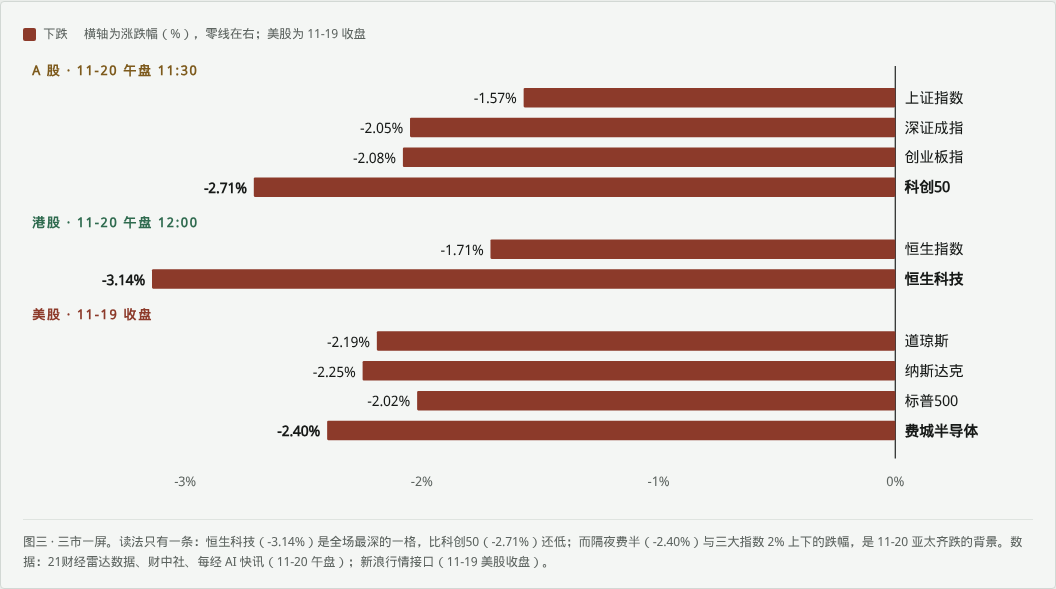 下跌 横轴为涨跌幅（%），零线在右；美股为 11-19 收盘
A 股 · 11-20 午盘 11:30
-1.57% 上证指数
-2.05% 深证成指
-2.08% 创业板指
-2.71% 科创50
港股 · 11-20 午盘 12:00
-1.71% 恒生指数
-3.14% 恒生科技
美股 · 11-19 收盘
-2.19% 道琼斯
-2.25% 纳斯达克
-2.02% 标普500
-2.40% 费城半导体
-3% -2% -1% 0%
图三 · 三市一屏。读法只有一条：恒生科技（-3.14%）是全场最深的一格，比科创50（-2.71%）还低；而隔夜费半（-2.40%）与三大指数 2% 上下的跌幅，是 11-20 亚太齐跌的背景。数
据：21财经雷达数据、财中社、每经 AI 快讯（11-20 午盘）；新浪行情接口（11-19 美股收盘）。